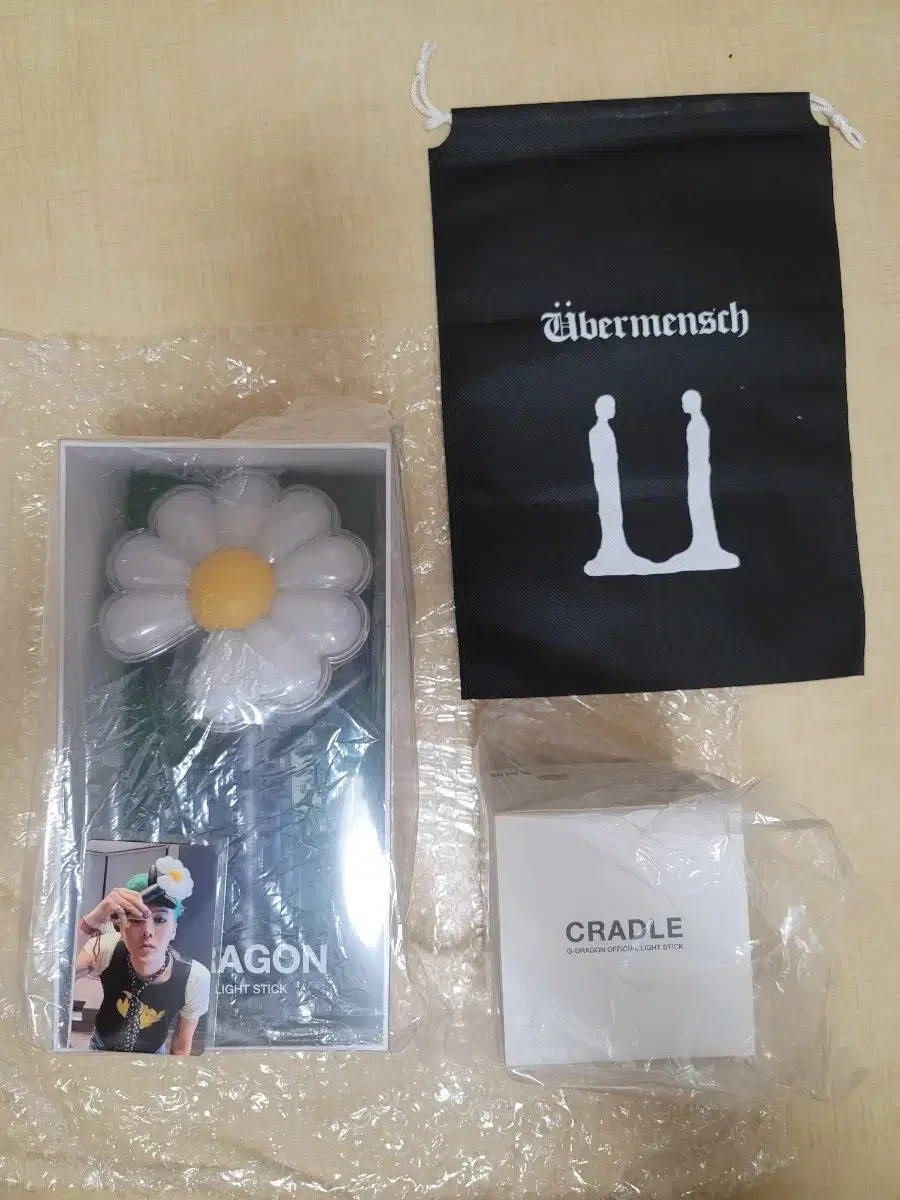 Übermensch
CRADLE
G-DRAGON OFFICIAL LIGHT STICK
RAGON
LIGHT STICK